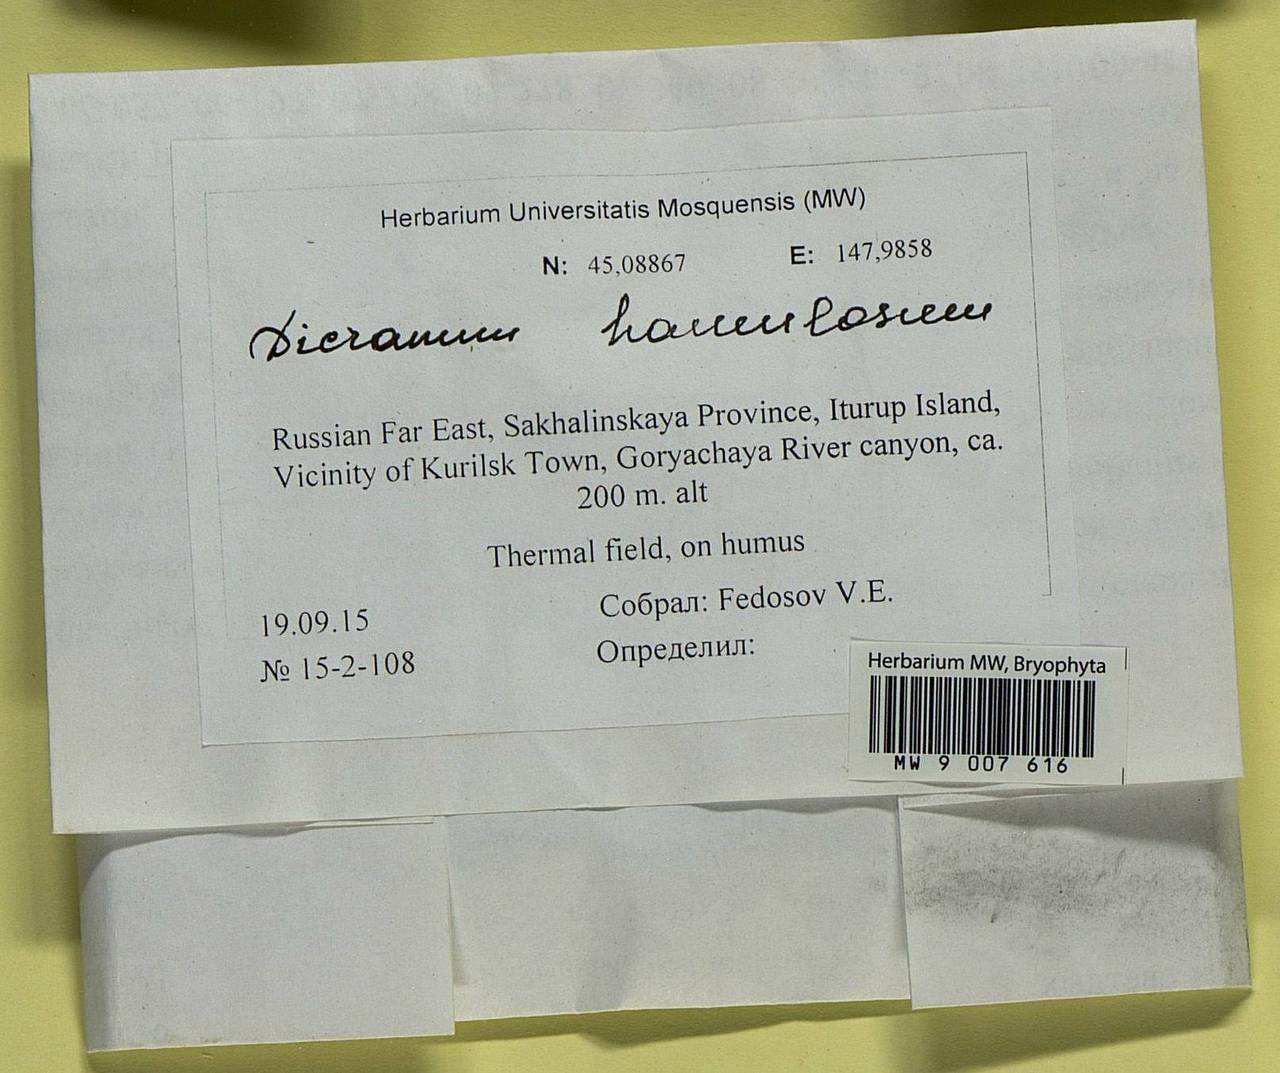 Herbarium Universitatis Mosquensis (MW)
N: 45,08867 E: 147,9858
Dicranum hamulosum
Russian Far East, Sakhalinskaya Province, Iturup Island,
Vicinity of Kurilsk Town, Goryachaya River canyon, ca.
200 m. alt
Thermal field, on humus
19.09.15 Собрал: Fedosov V.E.
№ 15-2-108 Определил:
Herbarium MW, Bryophyta
MW 9 007 616